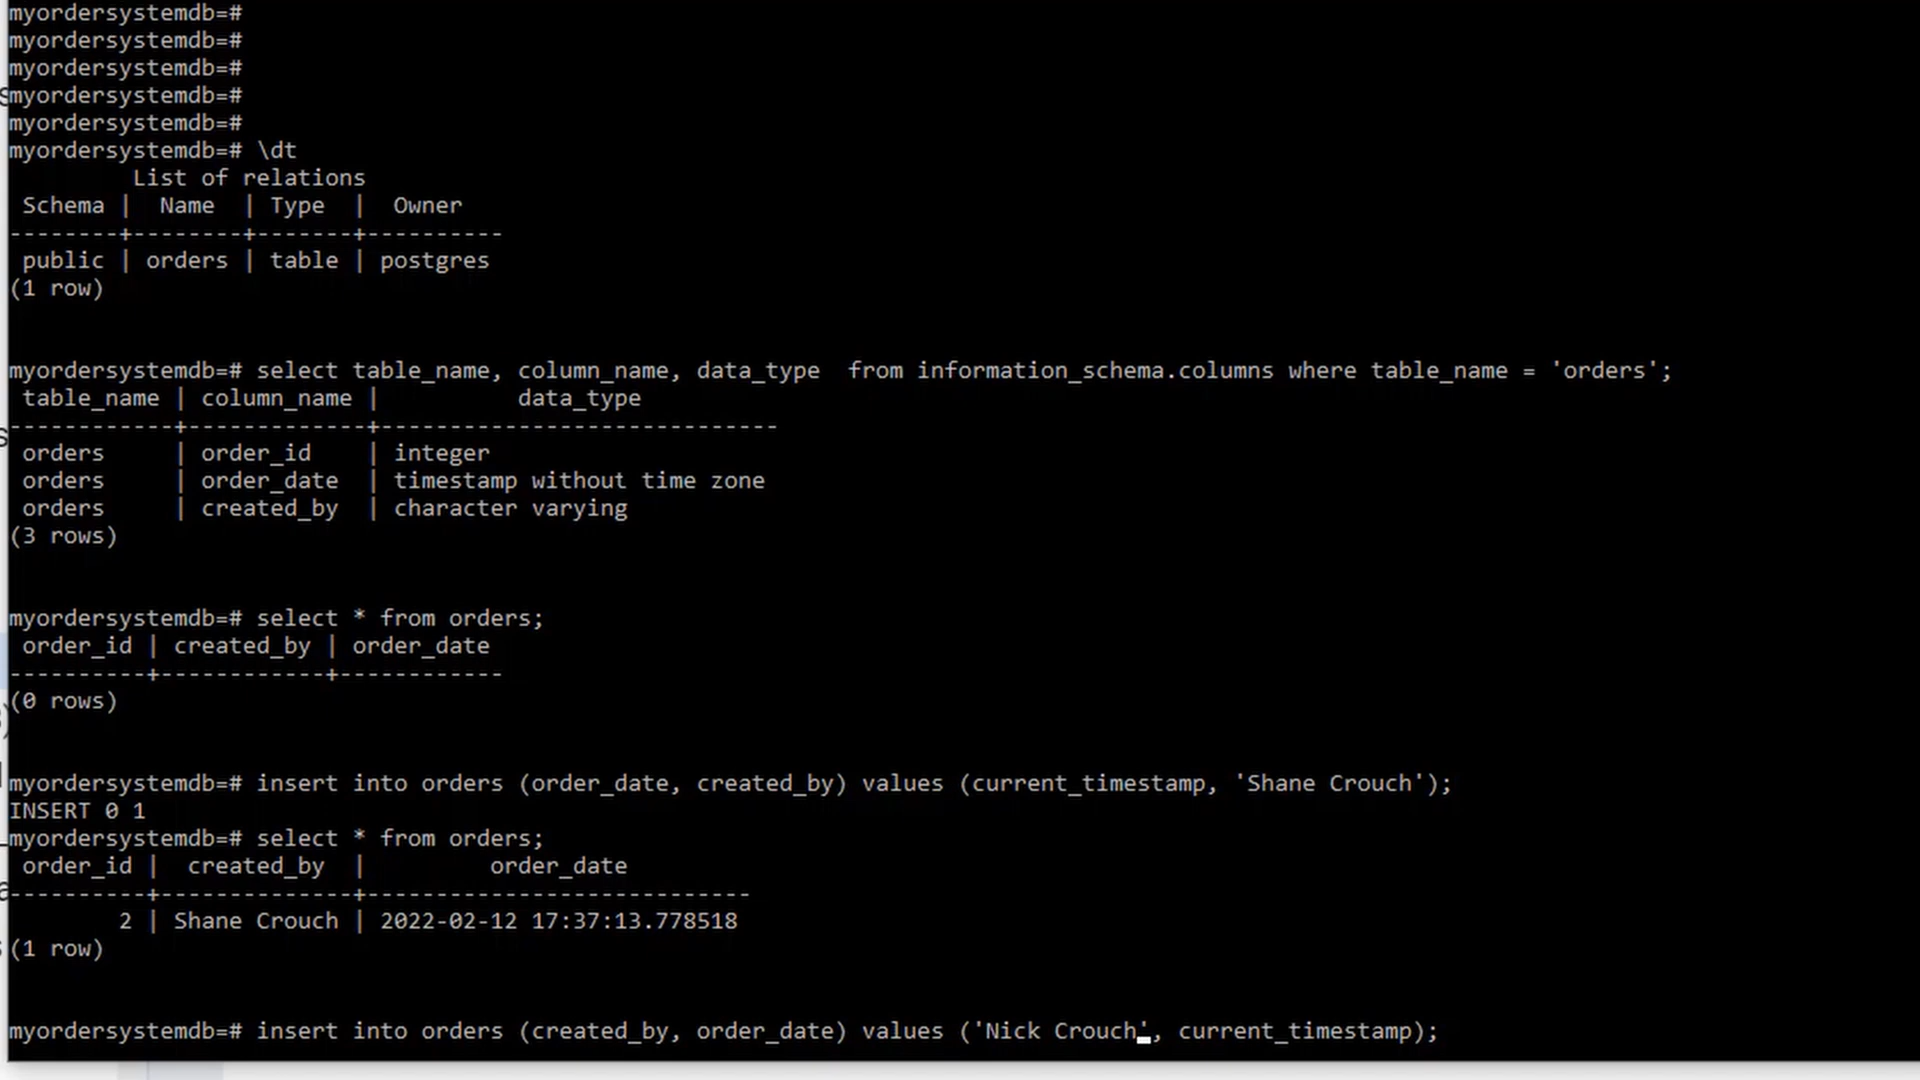 myordersystemdb=#
myordersystemdb=#
myordersystemdb=#
myordersystemdb=#
myordersystemdb=#
myordersystemdb=# \dt
         List of relations
 Schema |  Name  | Type  |  Owner
--------+--------+-------+----------
 public | orders | table | postgres
(1 row)
myordersystemdb=# select table_name, column_name, data_type  from information_schema.columns where table_name = 'orders';
 table_name | column_name |          data_type
------------+-------------+-----------------------------
 orders     | order_id    | integer
 orders     | order_date  | timestamp without time zone
 orders     | created_by  | character varying
(3 rows)
myordersystemdb=# select * from orders;
 order_id | created_by | order_date
----------+------------+------------
(0 rows)
myordersystemdb=# insert into orders (order_date, created_by) values (current_timestamp, 'Shane Crouch');
INSERT 0 1
myordersystemdb=# select * from orders;
 order_id |  created_by  |         order_date
----------+--------------+----------------------------
        2 | Shane Crouch | 2022-02-12 17:37:13.778518
(1 row)
myordersystemdb=# insert into orders (created_by, order_date) values ('Nick Crouch', current_timestamp);